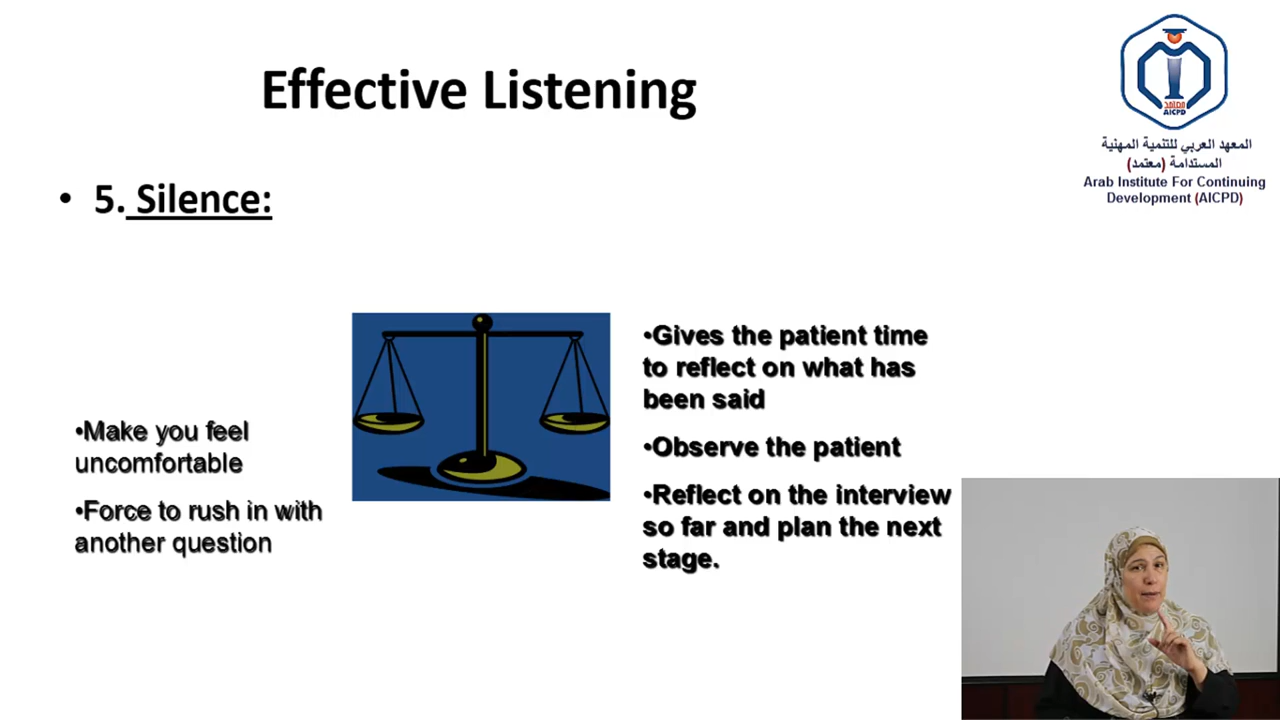 Effective Listening
معتمد
AICPD
المعهد العربي للتنمية المهنية
المستدامة (معتمد)
Arab Institute For Continuing
Development (AICPD)
• 5. Silence:
•Make you feel
uncomfortable
•Force to rush in with
another question
•Gives the patient time
to reflect on what has
been said
•Observe the patient
•Reflect on the interview
so far and plan the next
stage.